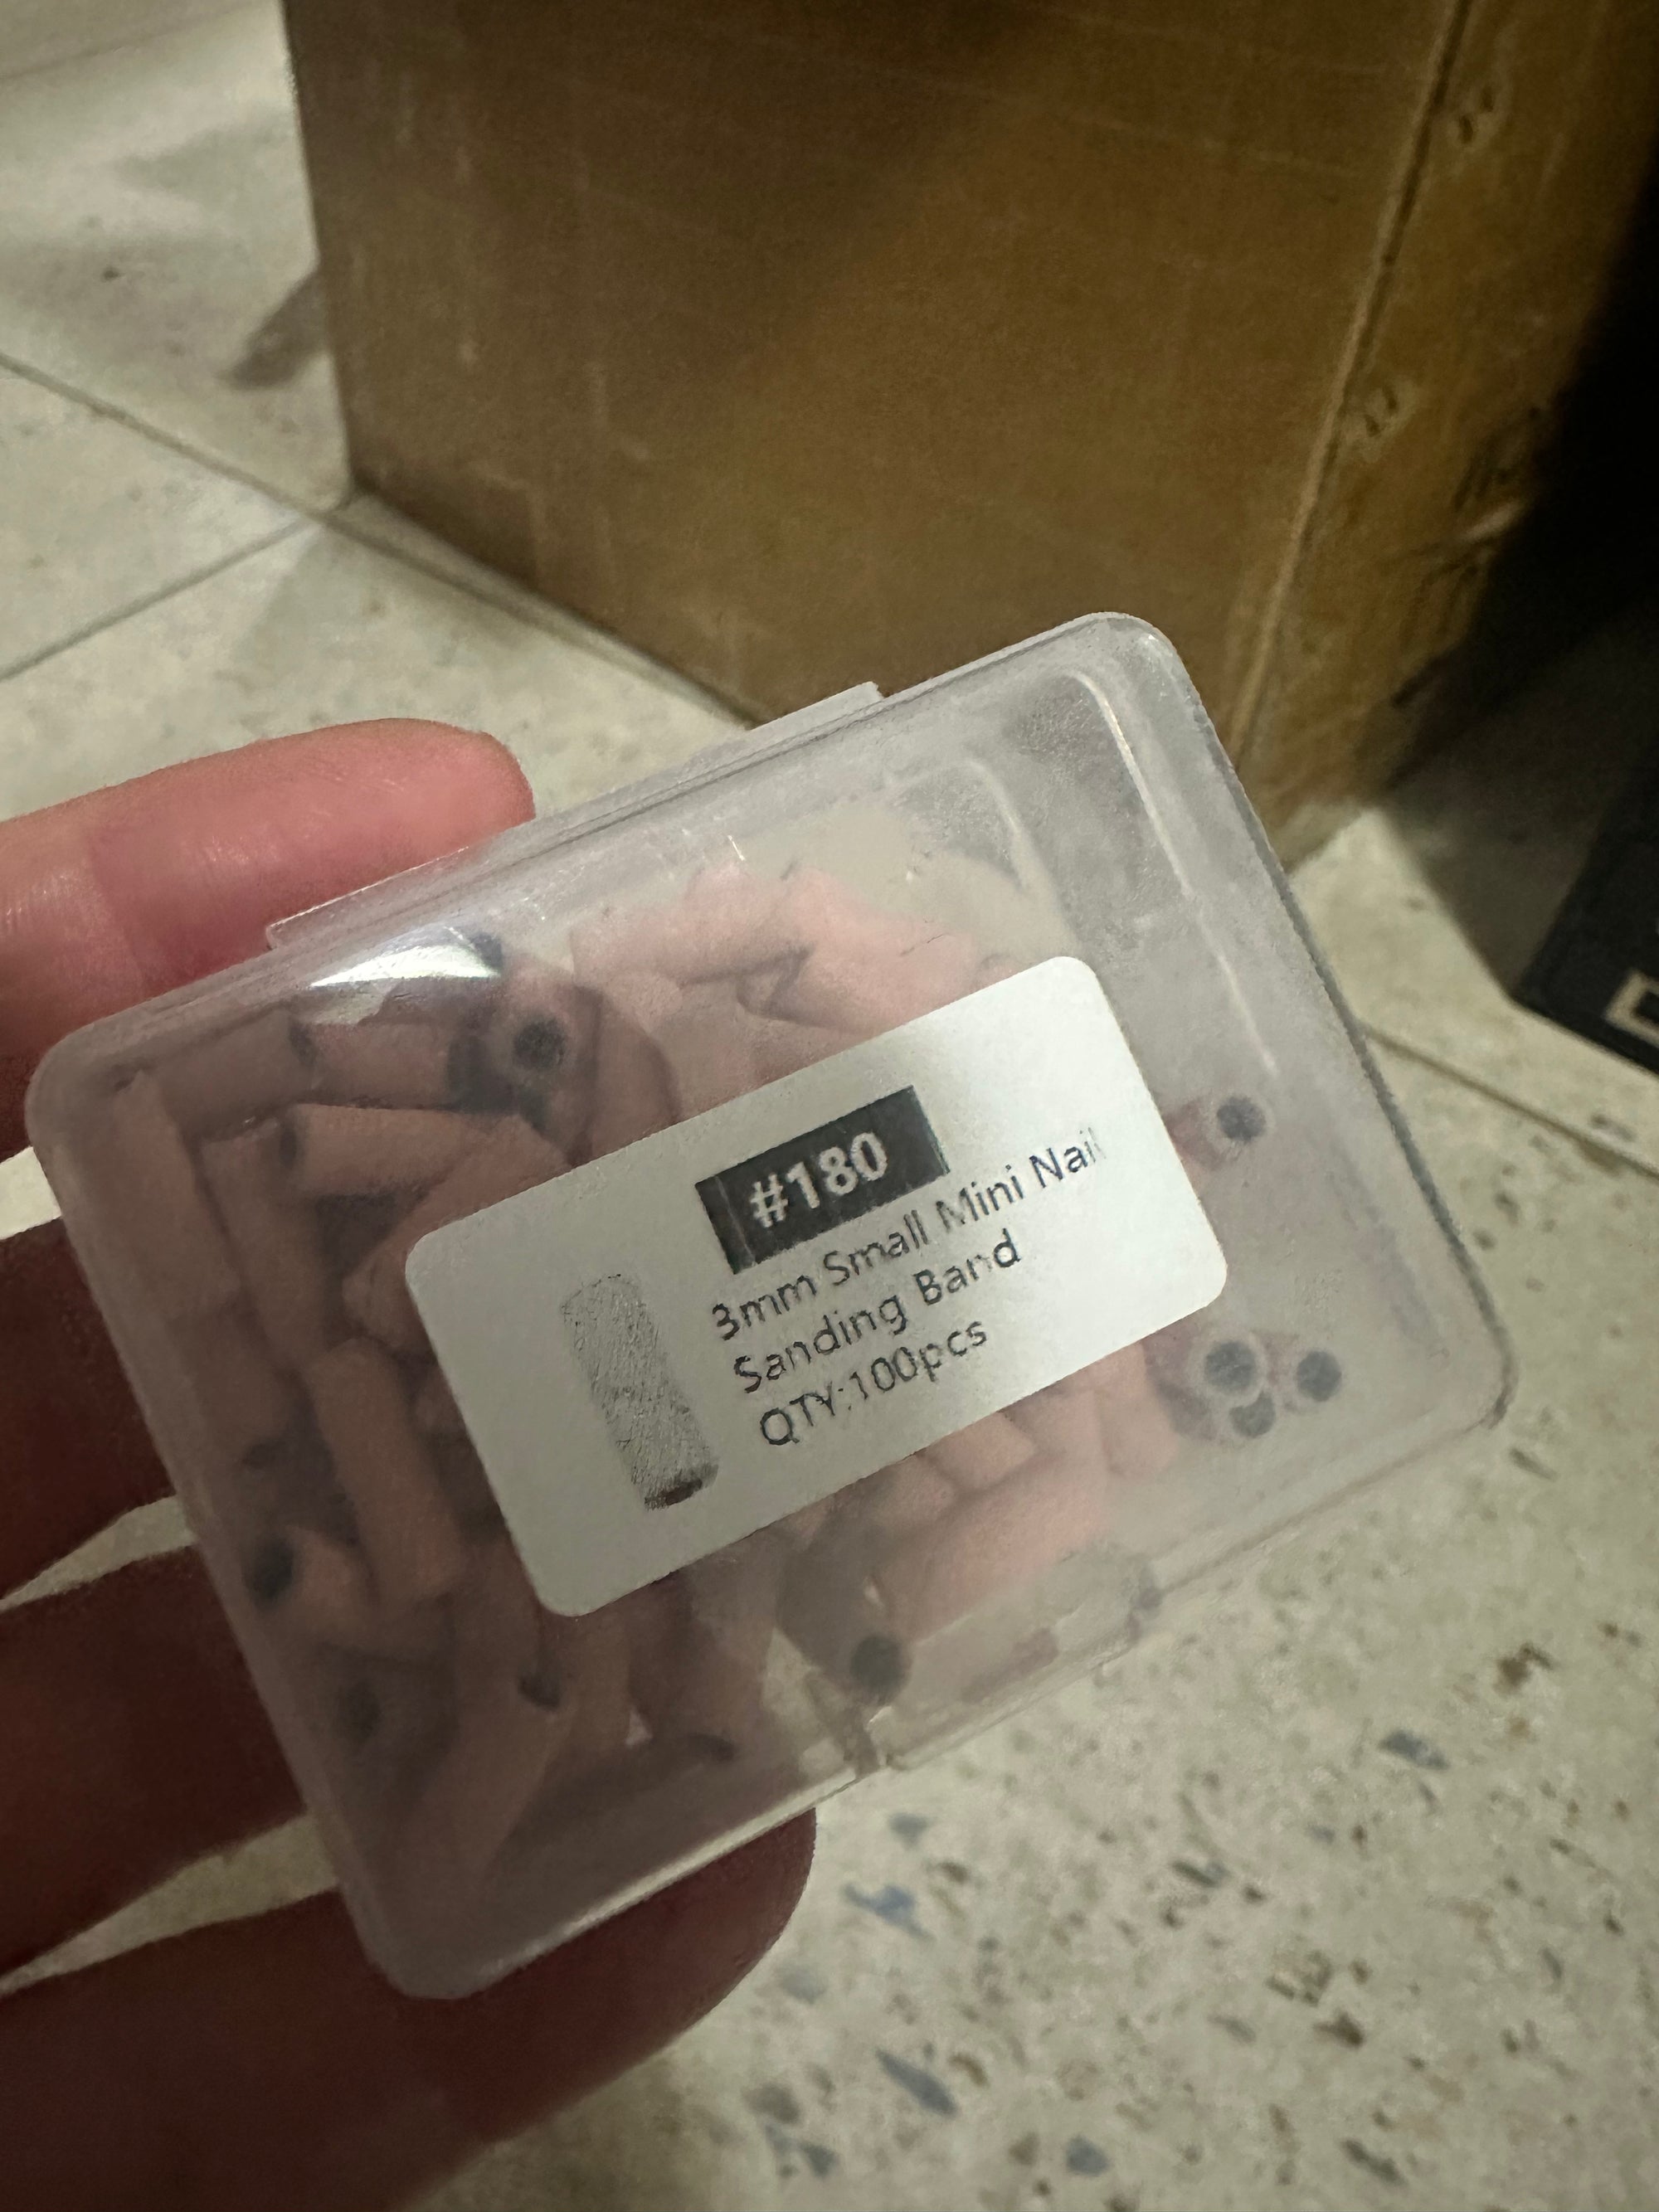 #180
3mm Small Mini Nail
Sanding Band
QTY:100pcs